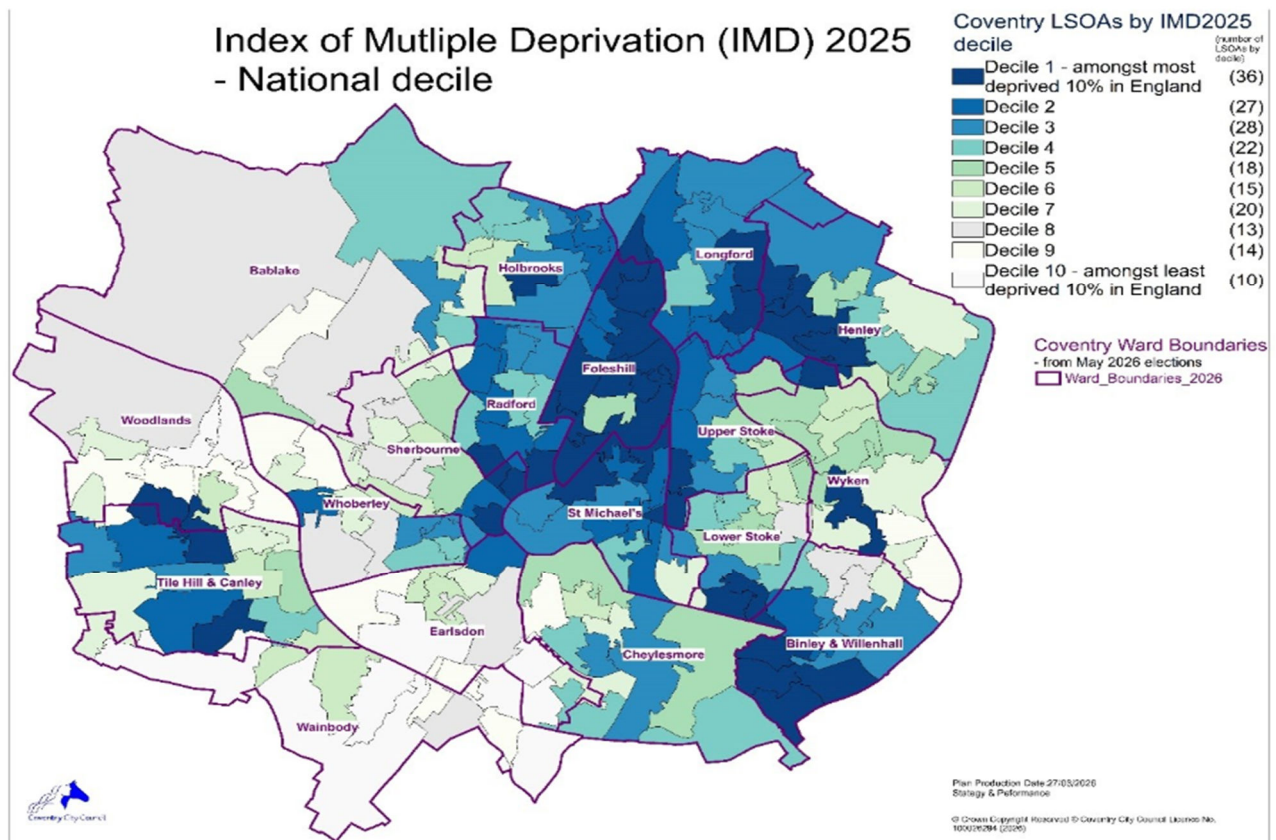 Index of Mutliple Deprivation (IMD) 2025
- National decile
Coventry LSOAs by IMD2025
decile
(number of
LSOAs by
decile)
Decile 1 - amongst most
deprived 10% in England
(36)
Decile 2 (27)
Decile 3 (28)
Decile 4 (22)
Decile 5 (18)
Decile 6 (15)
Decile 7 (20)
Decile 8 (13)
Decile 9 (14)
Decile 10 - amongst least
deprived 10% in England
(10)
Coventry Ward Boundaries
- from May 2026 elections
Ward_Boundaries_2026
Bablake
Holbrooks
Longford
Henley
Foleshill
Radford
Woodlands
Sherbourne
Upper Stoke
Wyken
Whoberley
St Michael's
Lower Stoke
Tile Hill & Canley
Earlsdon
Cheylesmore
Binley & Willenhall
Wainbody
Coventry City Council
Plan Production Date:27/03/2026
Stategy & Peformance
© Crown Copyright Reserved © Coventry City Council Licence No.
100026294 (2026)